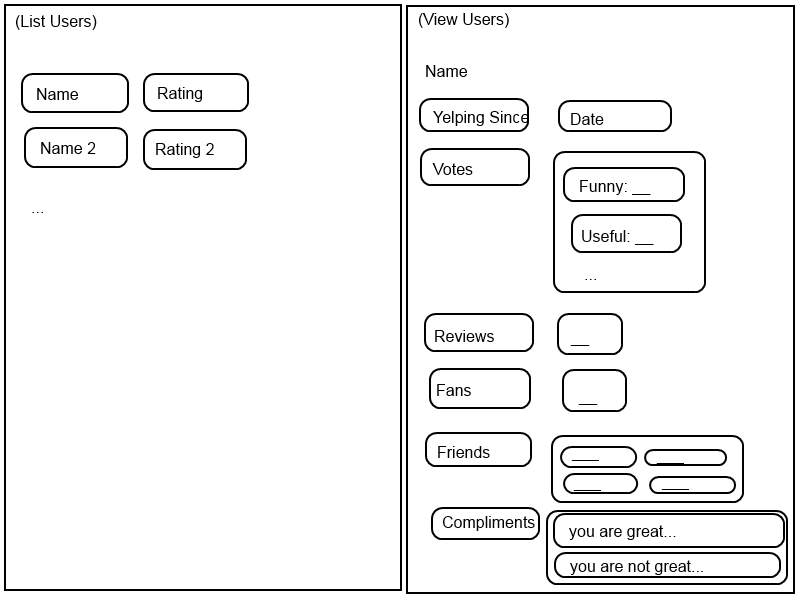 (List Users)
Name
Rating
Name 2
Rating 2
...
(View Users)
Name
Yelping Since
Date
Votes
Funny: __
Useful: __
...
Reviews
__
Fans
__
Friends
___ ___
___ ___
Compliments
you are great...
you are not great...